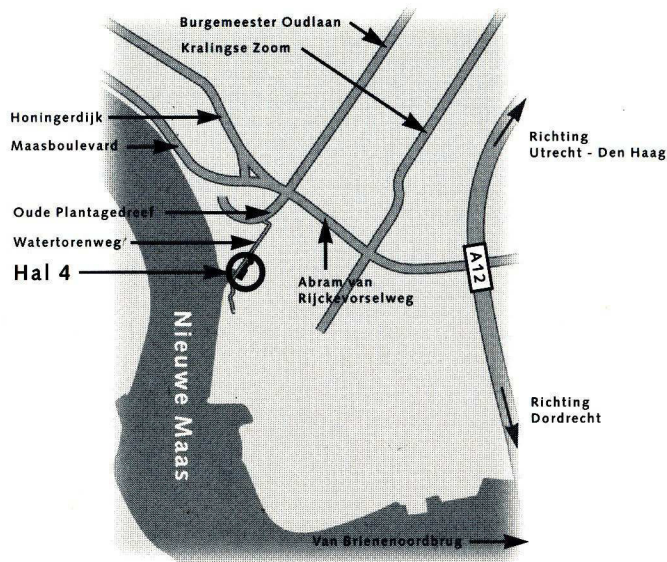 Burgemeester Oudlaan
Kralingse Zoom
Honingerdijk
Maasboulevard
Richting
Utrecht - Den Haag
Oude Plantagedreef
Watertorenweg
Hal 4
A12
Abram van
Rijckevorselweg
Nieuwe Maas
Richting
Dordrecht
Van Brienenoordbrug